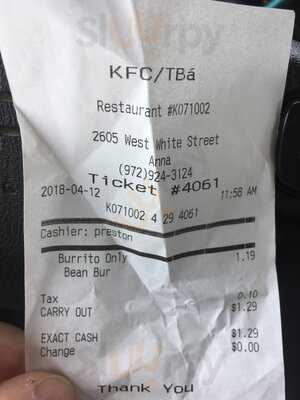 Slurpy
KFC/TBá
Restaurant #K071002
2605 West White Street
Anna
(972)924-3124
Ticket #4061
2018-04-12 11:58 AM
K071002 4 29 4061
Cashier: preston
Burrito Only 1.19
Bean Bur
Tax 0.10
CARRY OUT $1.29
EXACT CASH $1.29
Change $0.00
Thank You